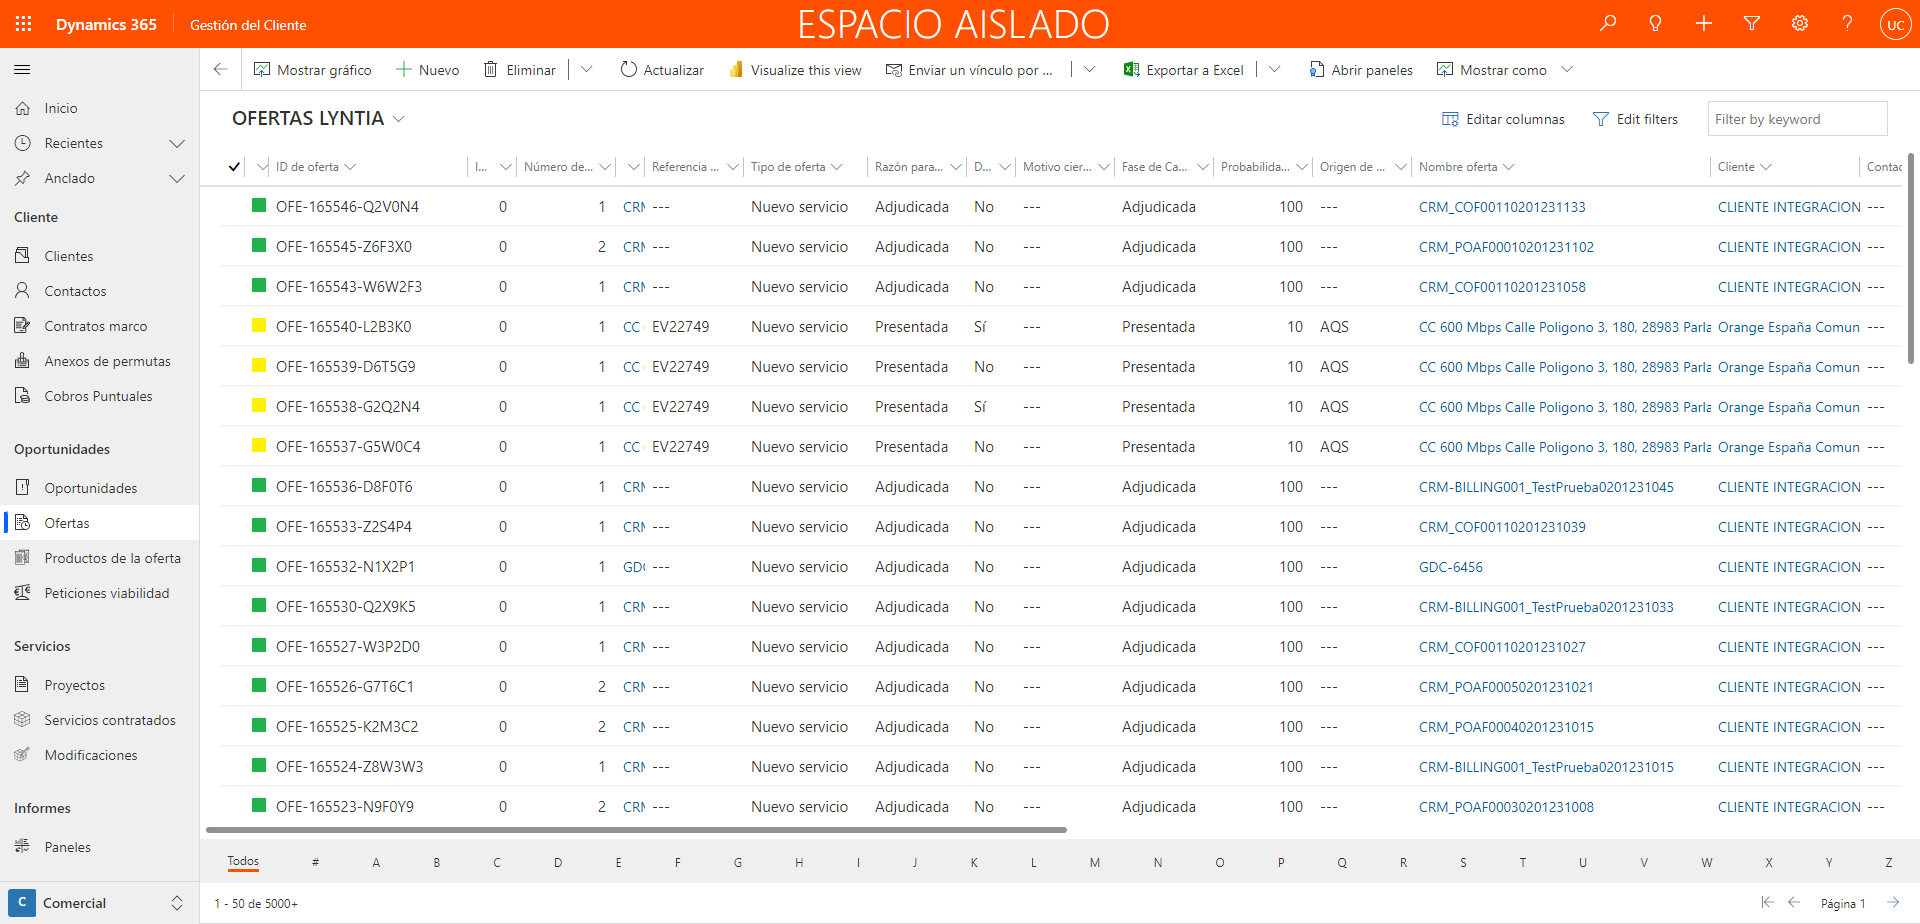 Dynamics 365 Gestión del Cliente ESPACIO AISLADO UC
Mostrar gráfico Nuevo Eliminar Actualizar Visualize this view Enviar un vínculo por ... Exportar a Excel Abrir paneles Mostrar como
Inicio
Recientes
Anclado
Cliente
Clientes
Contactos
Contratos marco
Anexos de permutas
Cobros Puntuales
Oportunidades
Oportunidades
Ofertas
Productos de la oferta
Peticiones viabilidad
Servicios
Proyectos
Servicios contratados
Modificaciones
Informes
Paneles
C Comercial
OFERTAS LYNTIA Editar columnas Edit filters Filter by keyword
ID de oferta I... Número de... Referencia ... Tipo de oferta Razón para... D... Motivo cier... Fase de Ca... Probabilida... Origen de ... Nombre oferta Cliente Contac
OFE-165546-Q2V0N4 0 1 CRM --- Nuevo servicio Adjudicada No --- Adjudicada 100 --- CRM_COF00110201231133 CLIENTE INTEGRACION ---
OFE-165545-Z6F3X0 0 2 CRM --- Nuevo servicio Adjudicada No --- Adjudicada 100 --- CRM_POAF00010201231102 CLIENTE INTEGRACION ---
OFE-165543-W6W2F3 0 1 CRM --- Nuevo servicio Adjudicada No --- Adjudicada 100 --- CRM_COF00110201231058 CLIENTE INTEGRACION ---
OFE-165540-L2B3K0 0 1 CC EV22749 Nuevo servicio Presentada Sí --- Presentada 10 AQS CC 600 Mbps Calle Poligono 3, 180, 28983 Parla Orange España Comun ---
OFE-165539-D6T5G9 0 1 CC EV22749 Nuevo servicio Presentada No --- Presentada 10 AQS CC 600 Mbps Calle Poligono 3, 180, 28983 Parla Orange España Comun ---
OFE-165538-G2Q2N4 0 1 CC EV22749 Nuevo servicio Presentada Sí --- Presentada 10 AQS CC 600 Mbps Calle Poligono 3, 180, 28983 Parla Orange España Comun ---
OFE-165537-G5W0C4 0 1 CC EV22749 Nuevo servicio Presentada No --- Presentada 10 AQS CC 600 Mbps Calle Poligono 3, 180, 28983 Parla Orange España Comun ---
OFE-165536-D8F0T6 0 1 CRM --- Nuevo servicio Adjudicada No --- Adjudicada 100 --- CRM-BILLING001_TestPrueba0201231045 CLIENTE INTEGRACION ---
OFE-165533-Z2S4P4 0 1 CRM --- Nuevo servicio Adjudicada No --- Adjudicada 100 --- CRM_COF00110201231039 CLIENTE INTEGRACION ---
OFE-165532-N1X2P1 0 1 GDC --- Nuevo servicio Adjudicada No --- Adjudicada 100 --- GDC-6456 CLIENTE INTEGRACION ---
OFE-165530-Q2X9K5 0 1 CRM --- Nuevo servicio Adjudicada No --- Adjudicada 100 --- CRM-BILLING001_TestPrueba0201231033 CLIENTE INTEGRACION ---
OFE-165527-W3P2D0 0 1 CRM --- Nuevo servicio Adjudicada No --- Adjudicada 100 --- CRM_COF00110201231027 CLIENTE INTEGRACION ---
OFE-165526-G7T6C1 0 2 CRM --- Nuevo servicio Adjudicada No --- Adjudicada 100 --- CRM_POAF00050201231021 CLIENTE INTEGRACION ---
OFE-165525-K2M3C2 0 2 CRM --- Nuevo servicio Adjudicada No --- Adjudicada 100 --- CRM_POAF00040201231015 CLIENTE INTEGRACION ---
OFE-165524-Z8W3W3 0 1 CRM --- Nuevo servicio Adjudicada No --- Adjudicada 100 --- CRM-BILLING001_TestPrueba0201231015 CLIENTE INTEGRACION ---
OFE-165523-N9F0Y9 0 2 CRM --- Nuevo servicio Adjudicada No --- Adjudicada 100 --- CRM_POAF00030201231008 CLIENTE INTEGRACION ---
Todos # A B C D E F G H I J K L M N O P Q R S T U V W X Y Z
1 - 50 de 5000+ Página 1